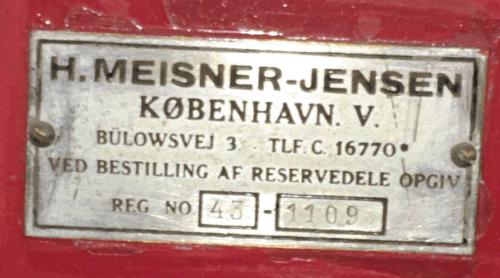 H. MEISNER-JENSEN
KØBENHAVN. V.
BÜLOWSVEJ 3. TLF. C. 16770*
VED BESTILLING AF RESERVEDELE OPGIV
REG NO 43-1109